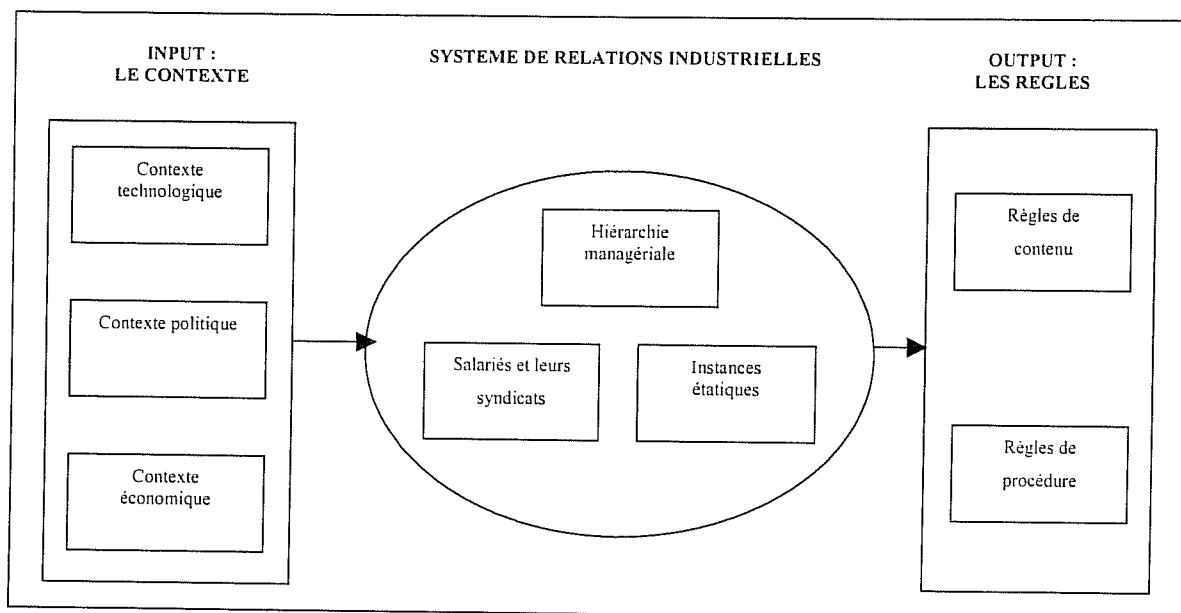 INPUT :
LE CONTEXTE
SYSTEME DE RELATIONS INDUSTRIELLES
OUTPUT :
LES REGLES
Contexte
technologique
Contexte politique
Contexte
économique
Hiérarchie
managériale
Salariés et leurs
syndicats
Instances
étatiques
Règles de
contenu
Règles de
procédure